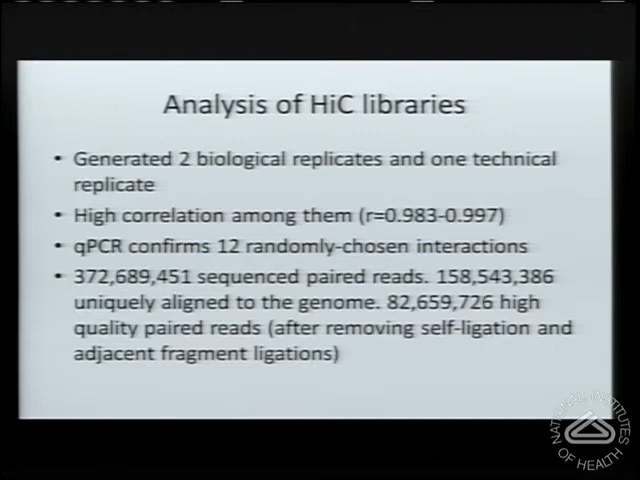 Analysis of HiC libraries
• Generated 2 biological replicates and one technical
replicate
• High correlation among them (r=0.983-0.997)
• qPCR confirms 12 randomly-chosen interactions
• 372,689,451 sequenced paired reads. 158,543,386
uniquely aligned to the genome. 82,659,726 high
quality paired reads (after removing self-ligation and
adjacent fragment ligations)
NATIONAL INSTITUTES
OF HEALTH